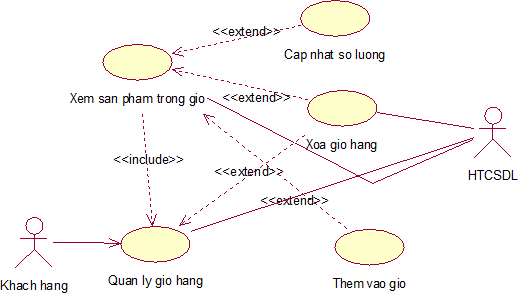 <<extend>>
Cap nhat so luong
Xem san pham trong gio
<<extend>>
Xoa gio hang
HTCSDL
<<include>>
<<extend>>
<<extend>>
Khach hang
Quan ly gio hang
Them vao gio